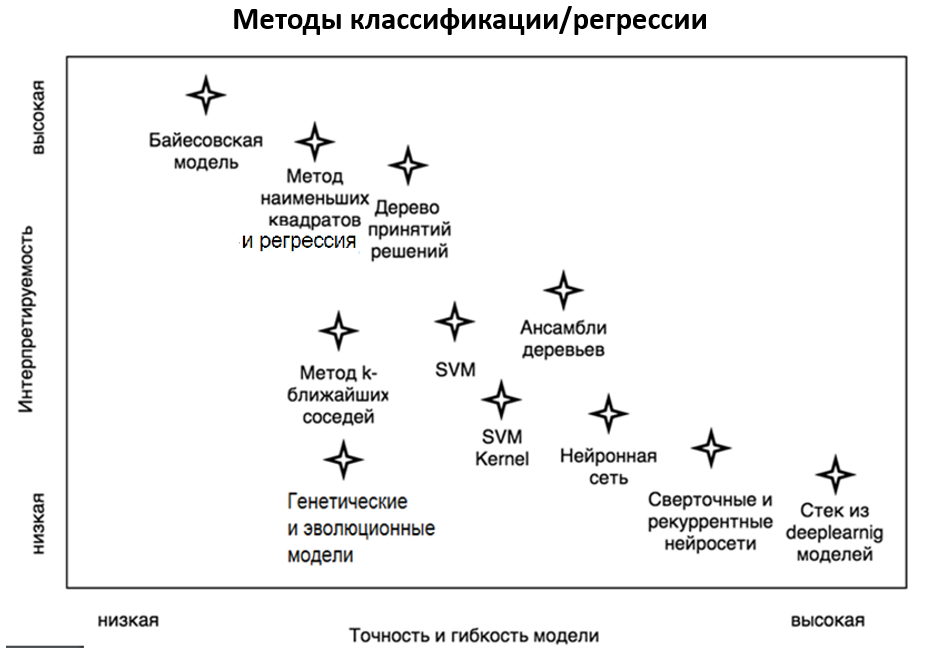 Методы классификации/регрессии
высокая
Интерпретируемость
низкая
Байесовская
модель
Метод
наименьших
квадратов
и регрессия
Дерево
принятий
решений
Ансамбли
деревьев
SVM
Метод k-
ближайших
соседей
SVM
Kernel
Нейронная
сеть
Генетические
и эволюционные
модели
Сверточные и
рекуррентные
нейросети
Стек из
deeplearnig
моделей
низкая
высокая
Точность и гибкость модели